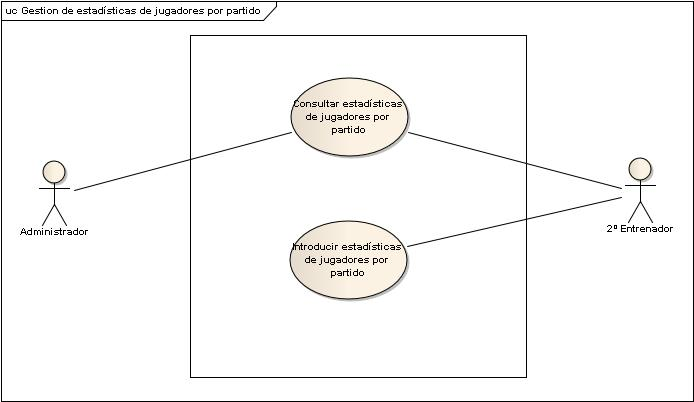 uc Gestion de estadísticas de jugadores por partido
Consultar estadísticas
de jugadores por
partido
Administrador
2º Entrenador
Introducir estadísticas
de jugadores por
partido